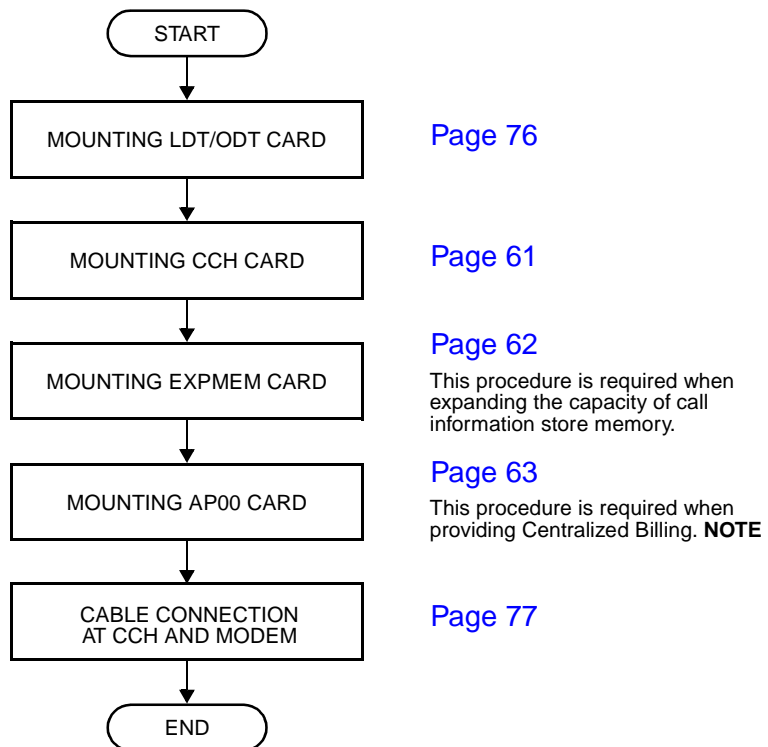 START
MOUNTING LDT/ODT CARD
Page 76
MOUNTING CCH CARD
Page 61
MOUNTING EXPMEM CARD
Page 62
This procedure is required when
expanding the capacity of call
information store memory.
MOUNTING AP00 CARD
Page 63
This procedure is required when
providing Centralized Billing. NOTE
CABLE CONNECTION
AT CCH AND MODEM
Page 77
END